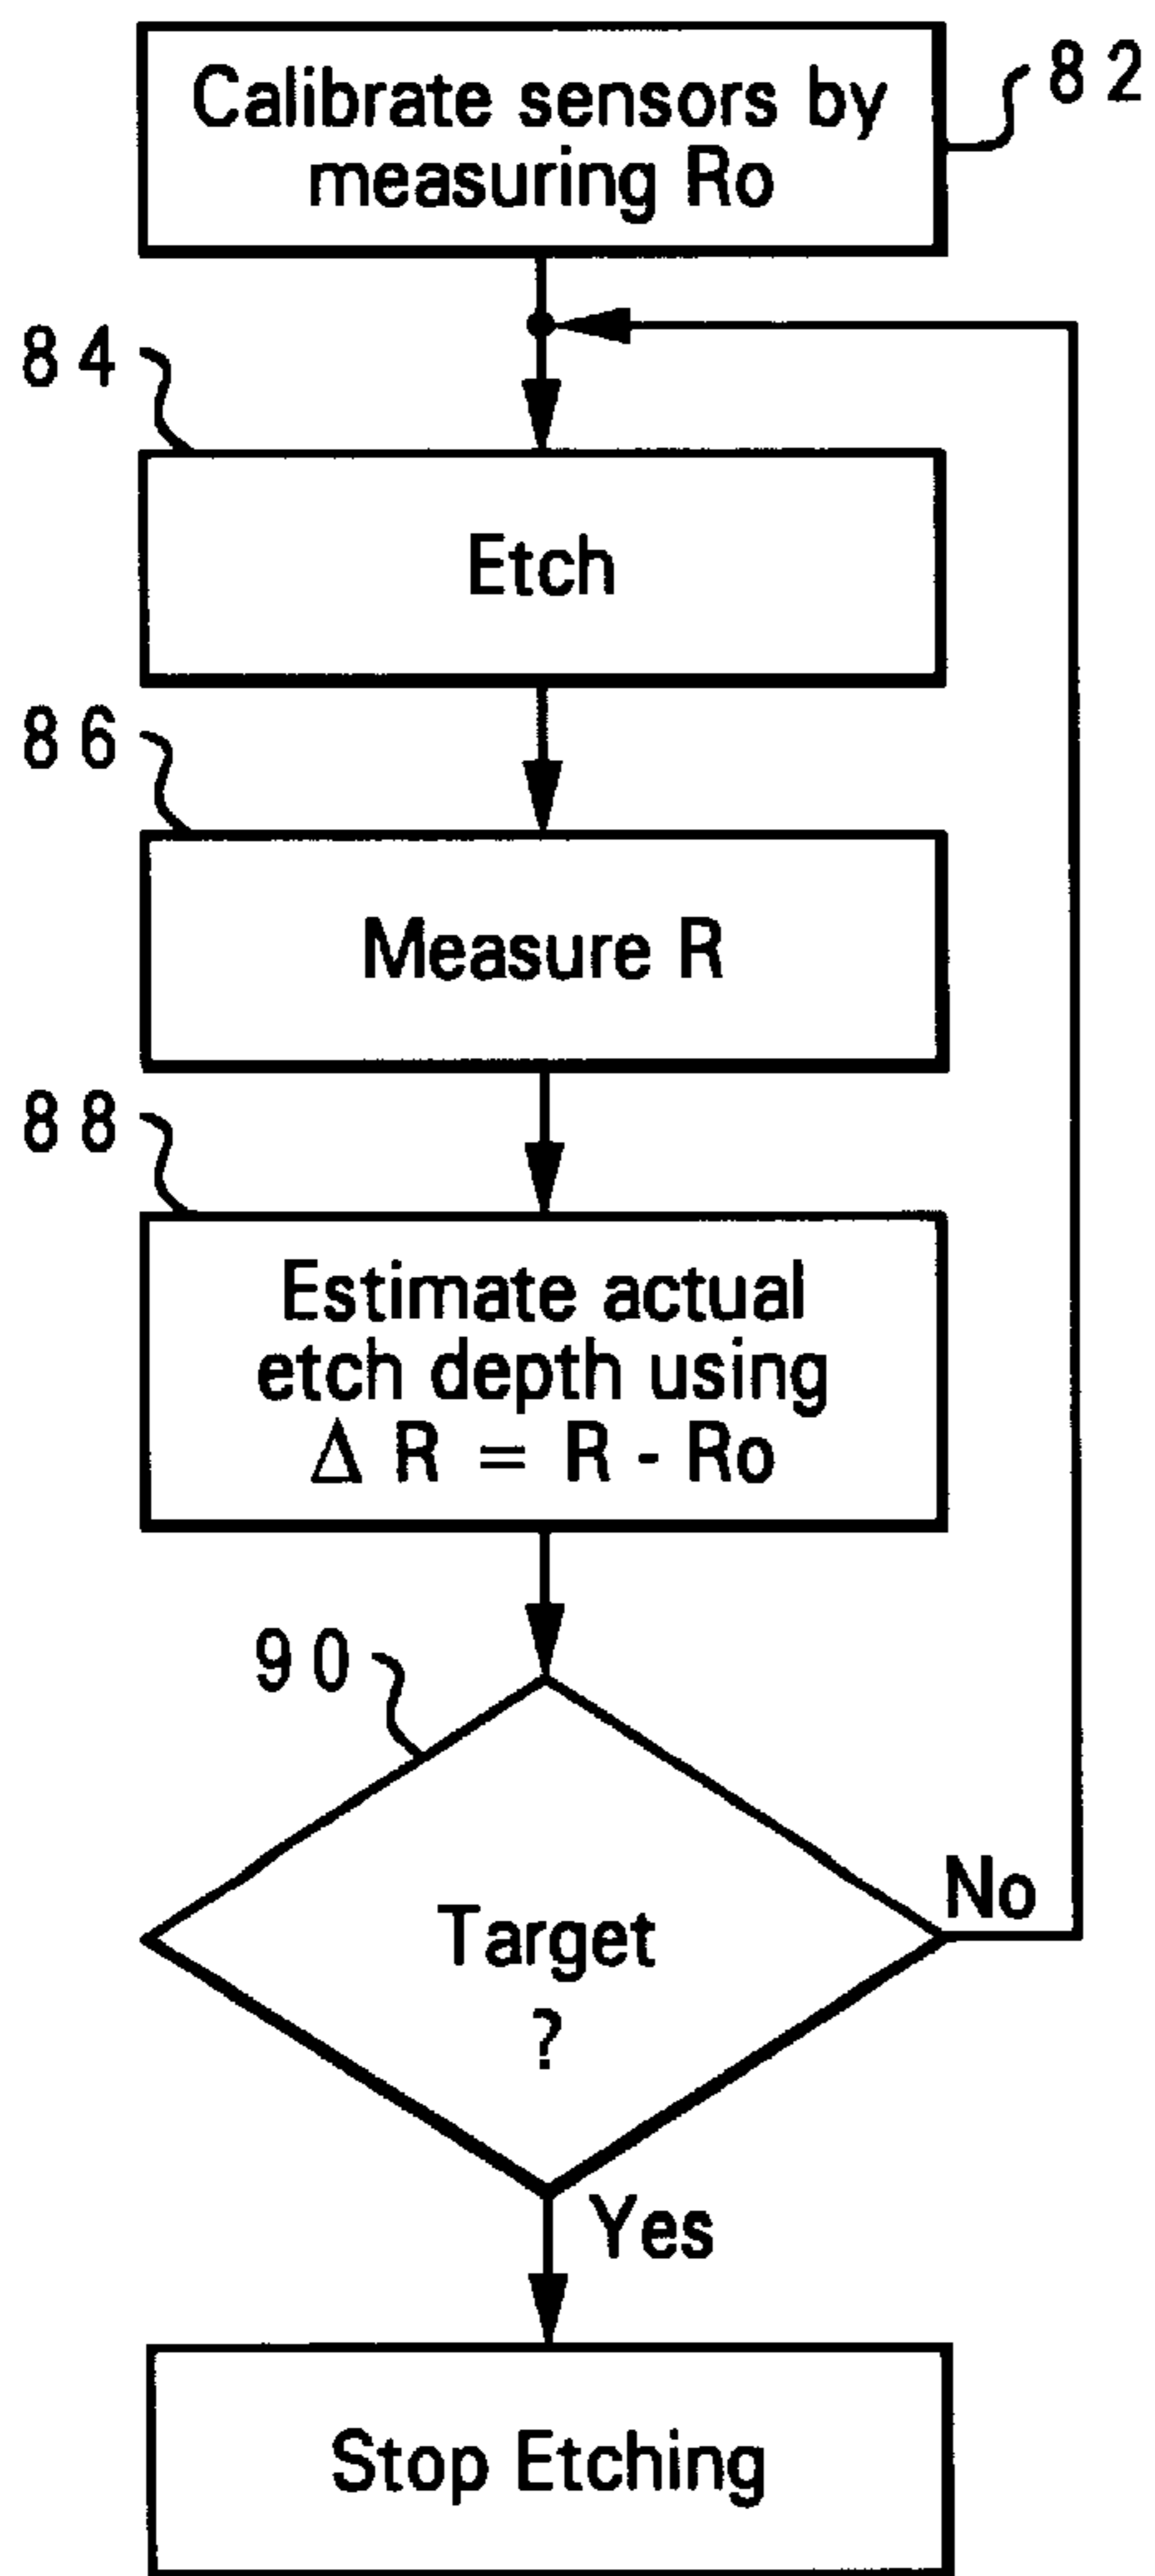 Calibrate sensors by
measuring Ro
82
84
Etch
86
Measure R
88
Estimate actual
etch depth using
Δ R = R - Ro
90
Target
?
No
Yes
Stop Etching